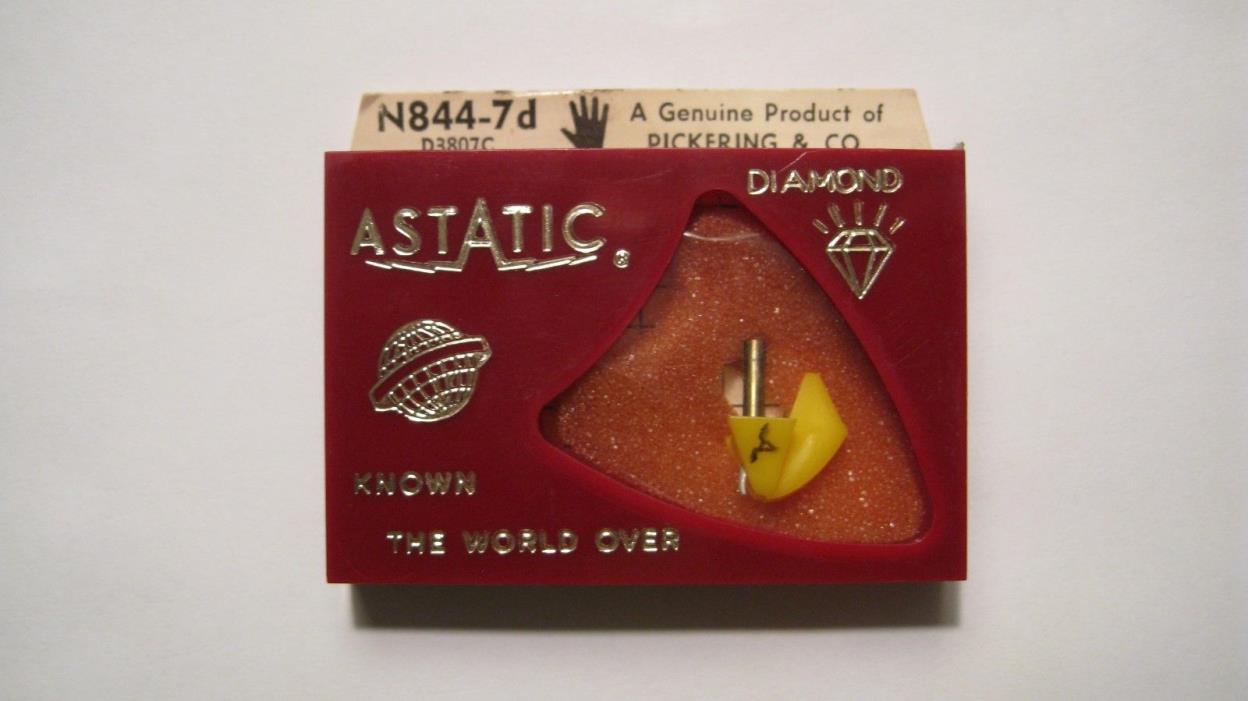 N844-7d
D3807C
A Genuine Product of
PICKERING & CO
ASTATIC ®
DIAMOND
KNOWN
THE WORLD OVER